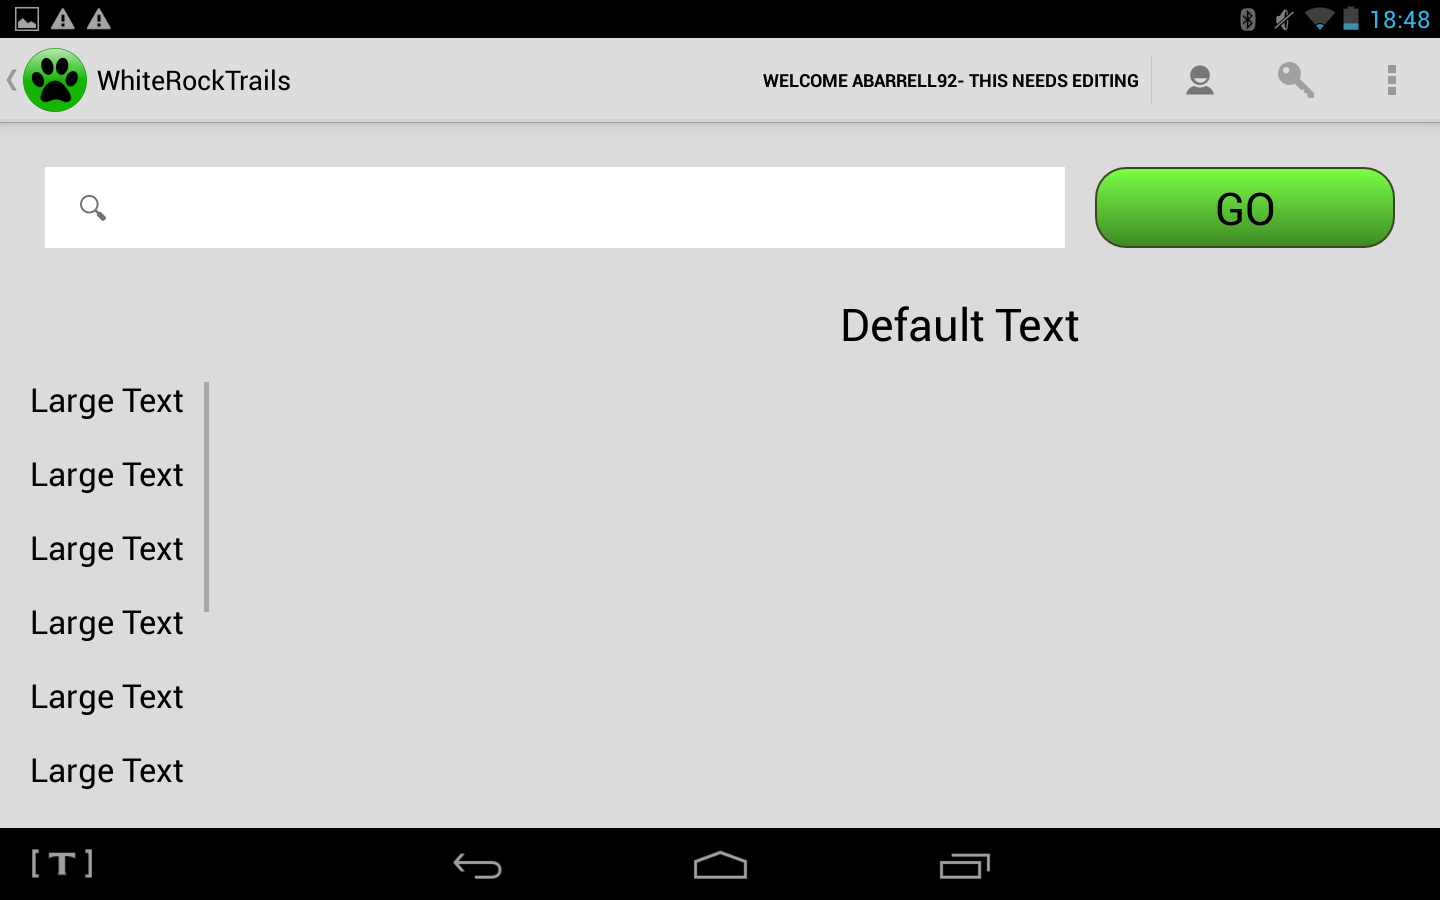 18:48
WhiteRockTrails
WELCOME ABARRELL92- THIS NEEDS EDITING
GO
Default Text
Large Text
Large Text
Large Text
Large Text
Large Text
Large Text
[T]